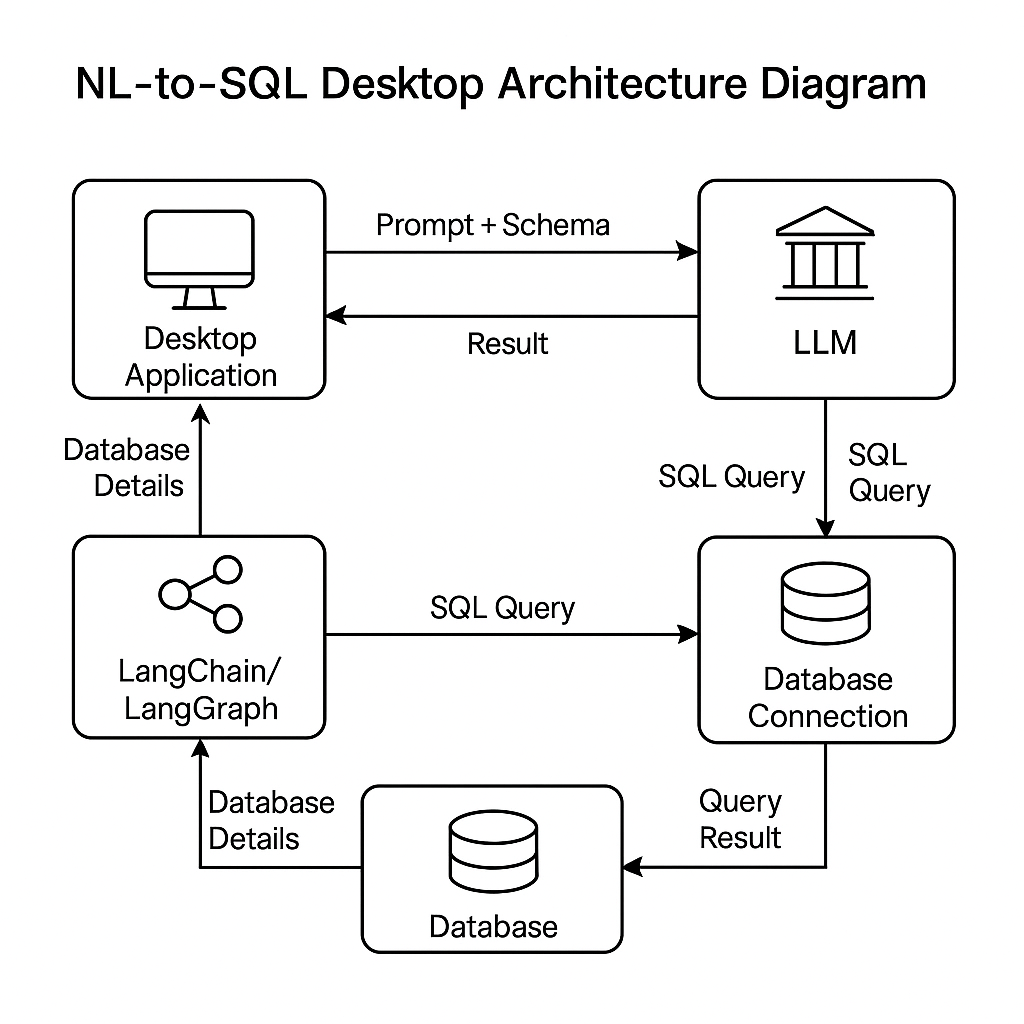 NL-to-SQL Desktop Architecture Diagram
Prompt + Schema
Desktop
Application
Result
LLM
Database
Details
SQL Query
SQL
Query
LangChain/
LangGraph
SQL Query
Database
Connection
Database
Details
Query
Result
Database